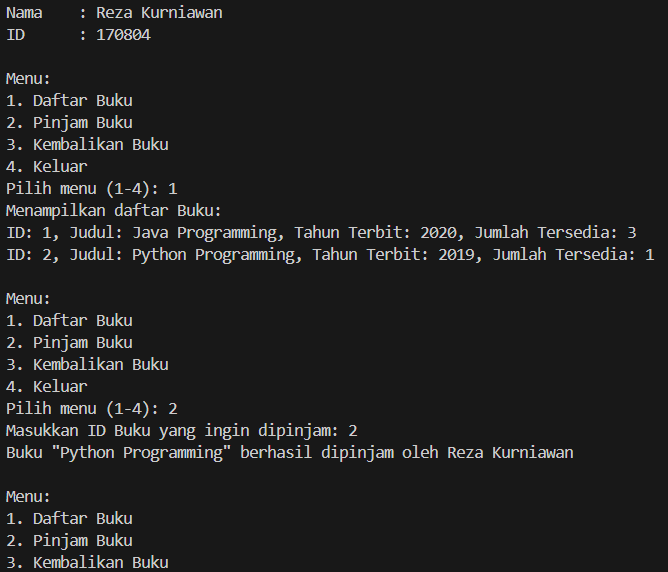 Nama    : Reza Kurniawan
ID      : 170804
Menu:
1. Daftar Buku
2. Pinjam Buku
3. Kembalikan Buku
4. Keluar
Pilih menu (1-4): 1
Menampilkan daftar Buku:
ID: 1, Judul: Java Programming, Tahun Terbit: 2020, Jumlah Tersedia: 3
ID: 2, Judul: Python Programming, Tahun Terbit: 2019, Jumlah Tersedia: 1
Menu:
1. Daftar Buku
2. Pinjam Buku
3. Kembalikan Buku
4. Keluar
Pilih menu (1-4): 2
Masukkan ID Buku yang ingin dipinjam: 2
Buku "Python Programming" berhasil dipinjam oleh Reza Kurniawan
Menu:
1. Daftar Buku
2. Pinjam Buku
3. Kembalikan Buku